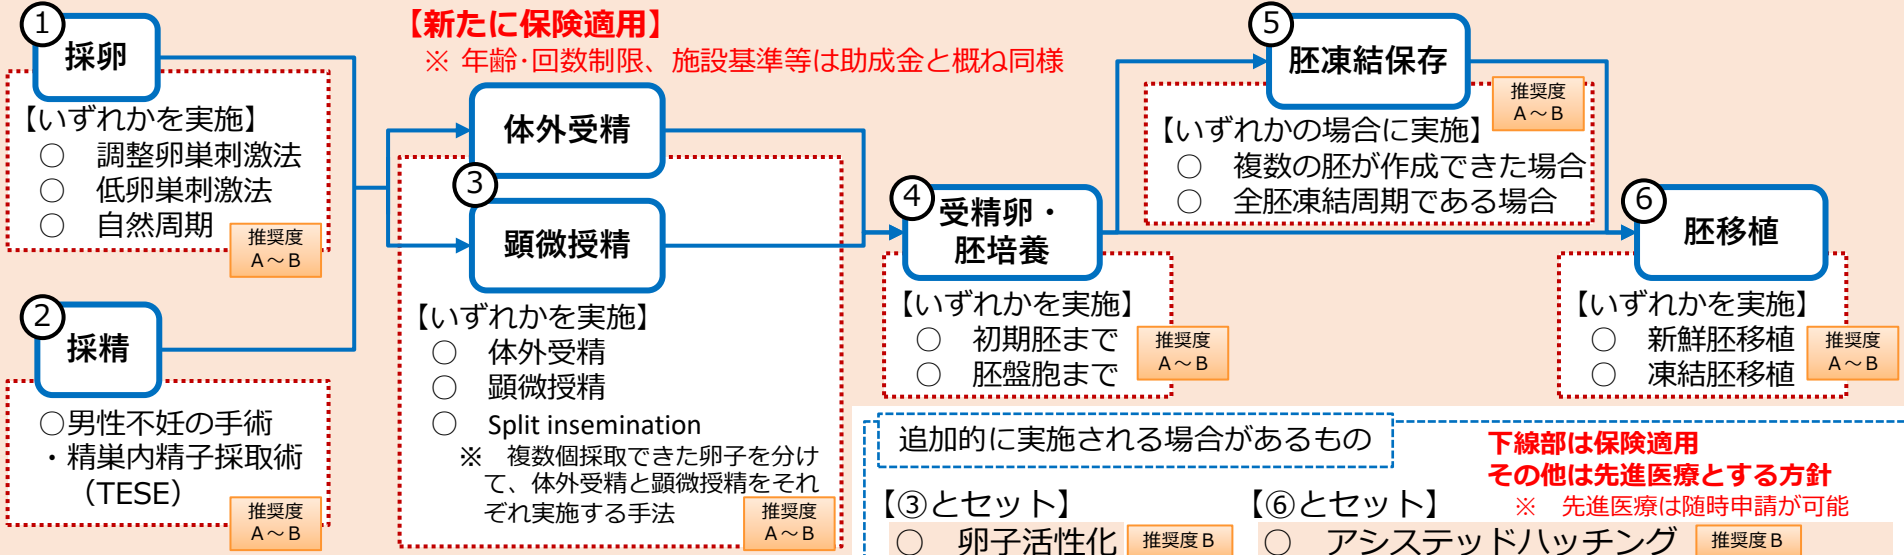 【新たに保険適用】
※ 年齢・回数制限、施設基準等は助成金と概ね同様
①
採卵
【いずれかを実施】
○ 調整卵巣刺激法
○ 低卵巣刺激法
○ 自然周期
推奨度
A～B
②
採精
○男性不妊の手術
・精巣内精子採取術
（TESE）
推奨度
A～B
体外受精
③
顕微授精
【いずれかを実施】
○ 体外受精
○ 顕微授精
○ Split insemination
※ 複数個採取できた卵子を分け
て、体外受精と顕微授精をそれ
ぞれ実施する手法
推奨度
A～B
④
受精卵・
胚培養
【いずれかを実施】
○ 初期胚まで
○ 胚盤胞まで
推奨度
A～B
⑤
胚凍結保存
推奨度
A～B
【いずれかの場合に実施】
○ 複数の胚が作成できた場合
○ 全胚凍結周期である場合
⑥
胚移植
【いずれかを実施】
○ 新鮮胚移植
○ 凍結胚移植
推奨度
A～B
追加的に実施される場合があるもの
下線部は保険適用
その他は先進医療とする方針
※ 先進医療は随時申請が可能
【③とセット】
○ 卵子活性化 推奨度B
【⑥とセット】
○ アシステッドハッチング 推奨度B